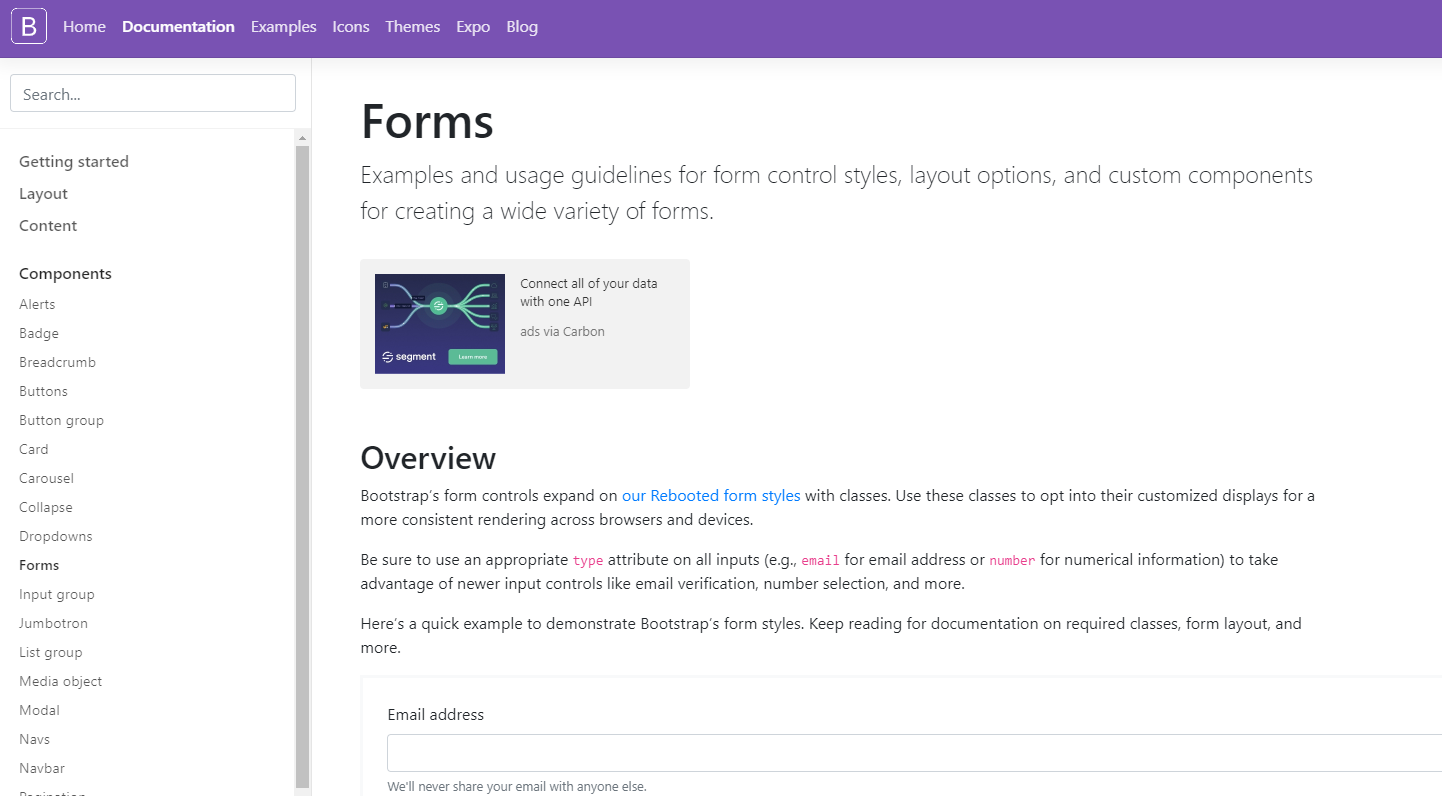 B Home Documentation Examples Icons Themes Expo Blog
Search...
Getting started
Layout
Content
Components
Alerts
Badge
Breadcrumb
Buttons
Button group
Card
Carousel
Collapse
Dropdowns
Forms
Input group
Jumbotron
List group
Media object
Modal
Navs
Navbar
Pagination
Forms
Examples and usage guidelines for form control styles, layout options, and custom components
for creating a wide variety of forms.
segment Learn more
Connect all of your data
with one API
ads via Carbon
Overview
Bootstrap’s form controls expand on our Rebooted form styles with classes. Use these classes to opt into their customized displays for a
more consistent rendering across browsers and devices.
Be sure to use an appropriate type attribute on all inputs (e.g., email for email address or number for numerical information) to take
advantage of newer input controls like email verification, number selection, and more.
Here’s a quick example to demonstrate Bootstrap’s form styles. Keep reading for documentation on required classes, form layout, and
more.
Email address
We'll never share your email with anyone else.